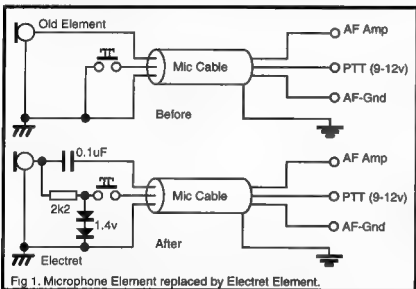 Old Element
Mic Cable
AF Amp
PTT (9-12v)
AF-Gnd
Before
0.1uF
2k2
1.4v
Mic Cable
AF Amp
PTT (9-12v)
AF-Gnd
After
Electret
Fig 1. Microphone Element replaced by Electret Element.